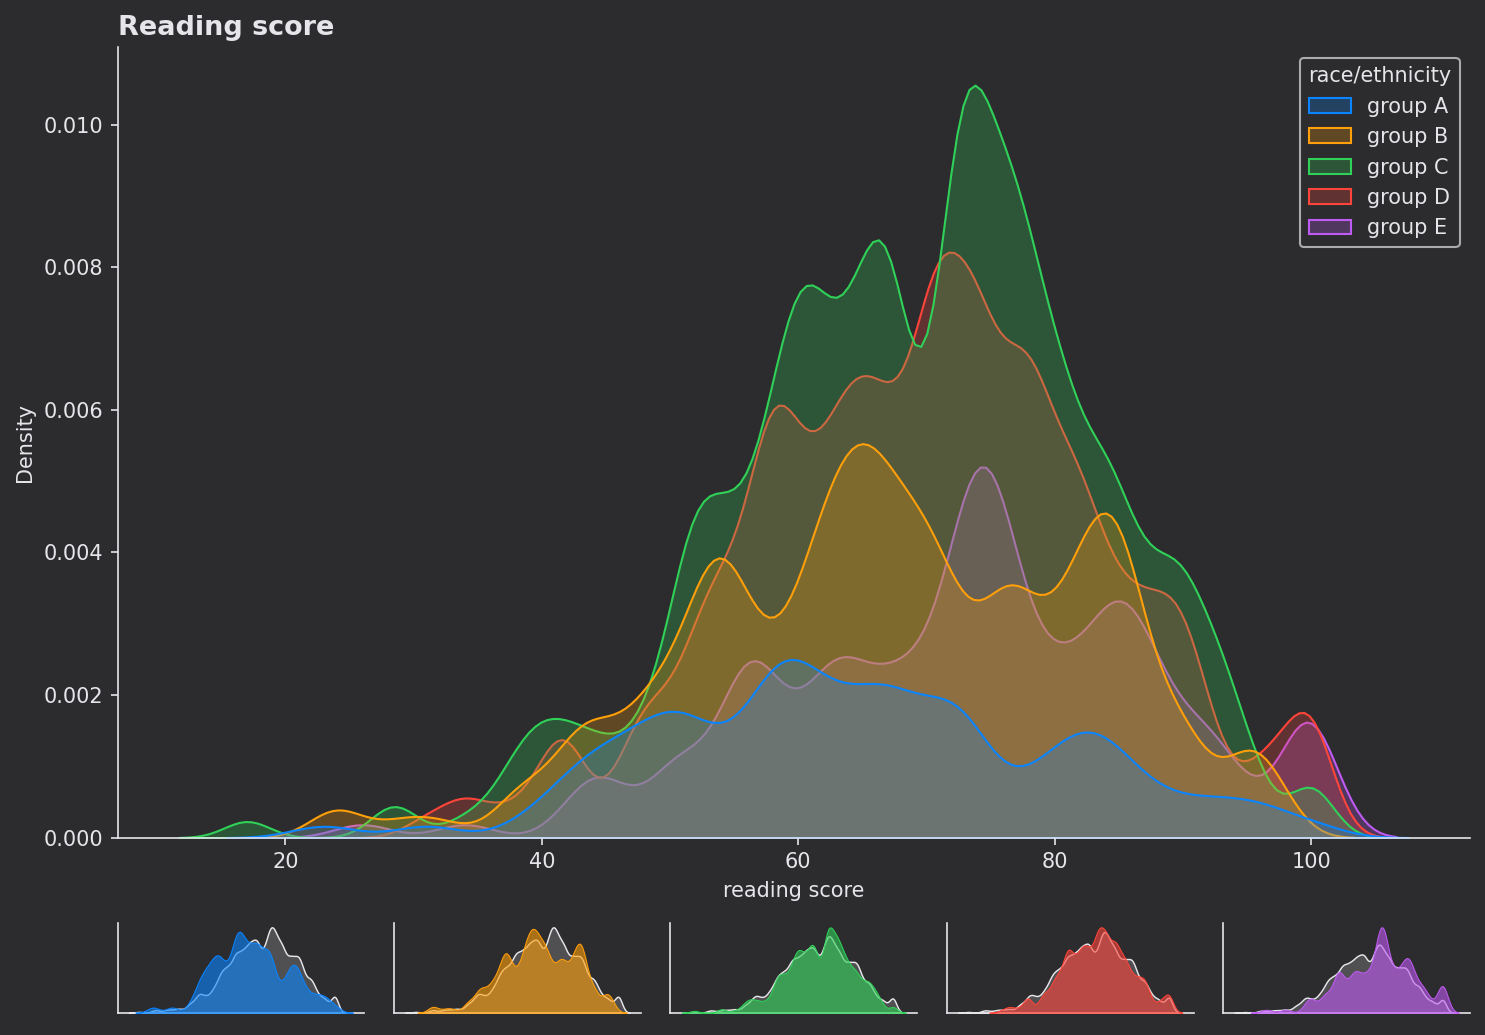 Reading score
race/ethnicity
group A
group B
group C
group D
group E
Density
0.010
0.008
0.006
0.004
0.002
0.000
20 40 60 80 100
reading score